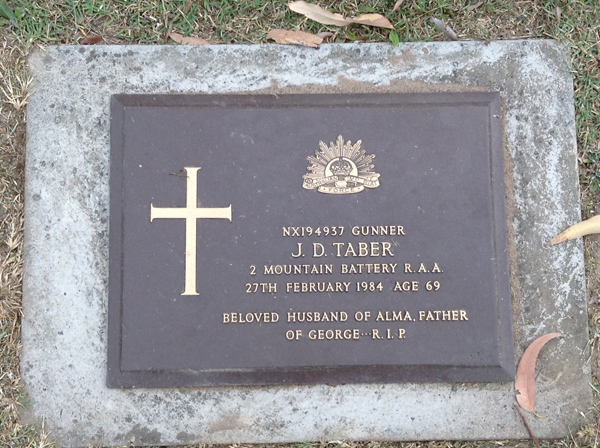 NX194937 GUNNER
J. D. TABER
2 MOUNTAIN BATTERY R.A.A.
27TH FEBRUARY 1984 AGE 69
BELOVED HUSBAND OF ALMA, FATHER
OF GEORGE...R.I.P.